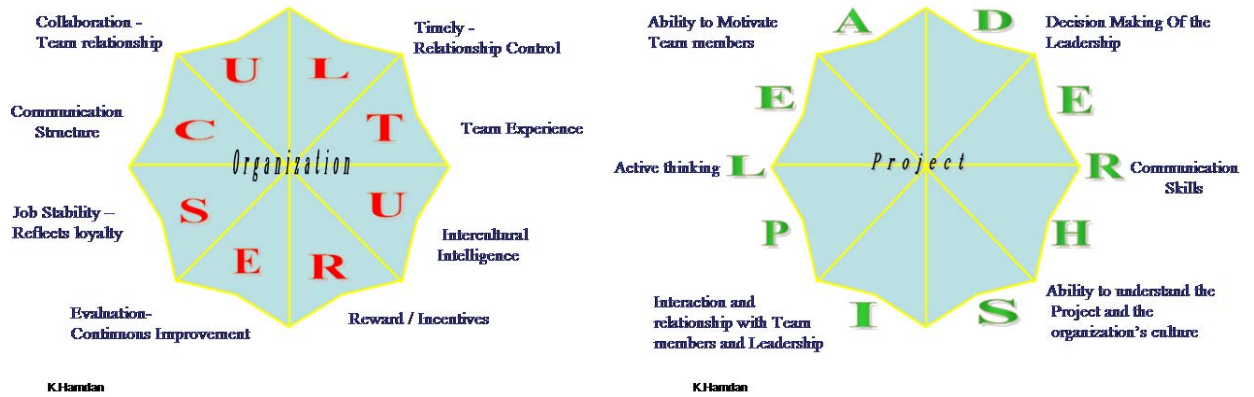 Collaboration -
Team relationship
Timely -
Relationship Control
U L
Communication
Structure
C T
Team Experience
Organization
Job Stability –
Reflects loyalty
S U
Intercultural
Intelligence
E R
Evaluation-
Continuous Improvement
Reward / Incentives
K.Hamdan
Ability to Motivate
Team members
A D
Decision Making Of the
Leadership
E E
Active thinking
L Project R
Communication
Skills
P H
Interaction and
relationship with Team
members and Leadership
I S
Ability to understand the
Project and the
organization's culture
K.Hamdan